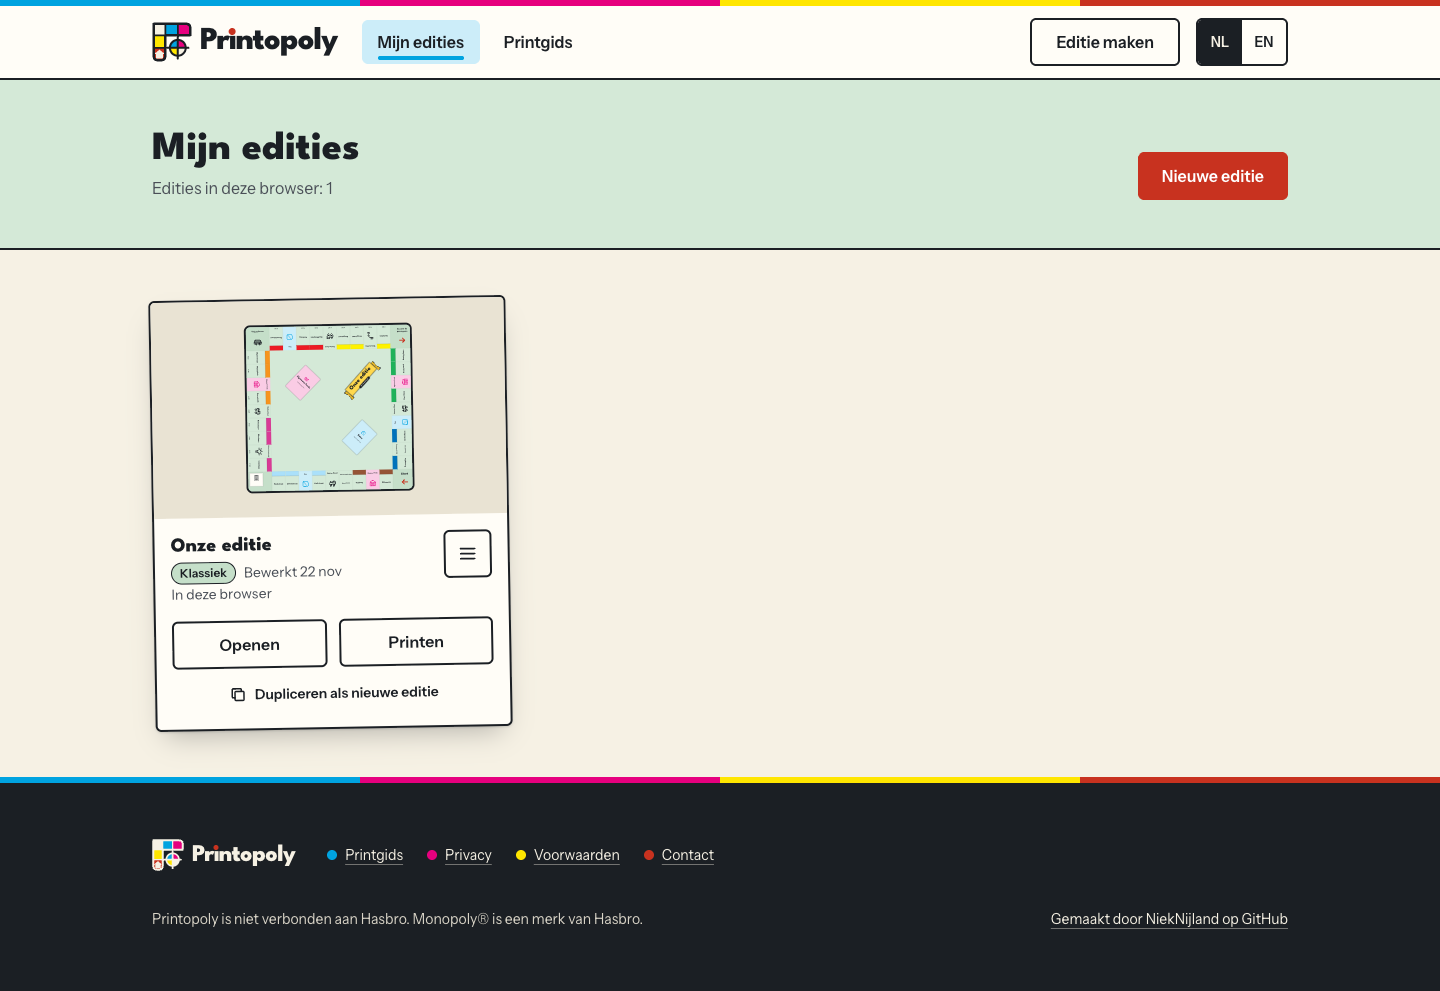 Printopoly
Mijn edities
Printgids
Editie maken
NL
EN
Mijn edities
Edities in deze browser: 1
Nieuwe editie
Onze editie
Onze editie
Klassiek
Bewerkt 22 nov
In deze browser
Openen
Printen
Dupliceren als nieuwe editie
Printopoly
Printgids
Privacy
Voorwaarden
Contact
Printopoly is niet verbonden aan Hasbro. Monopoly® is een merk van Hasbro.
Gemaakt door NiekNijland op GitHub